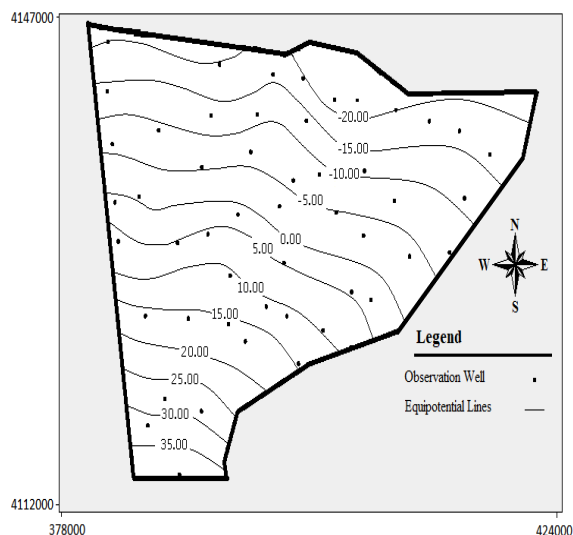 4147000
-20.00
-15.00
-10.00
-5.00
0.00
5.00
10.00
15.00
20.00
25.00
30.00
35.00
N
W E
S
Legend
Observation Well
Equipotential Lines
4112000
378000
424000